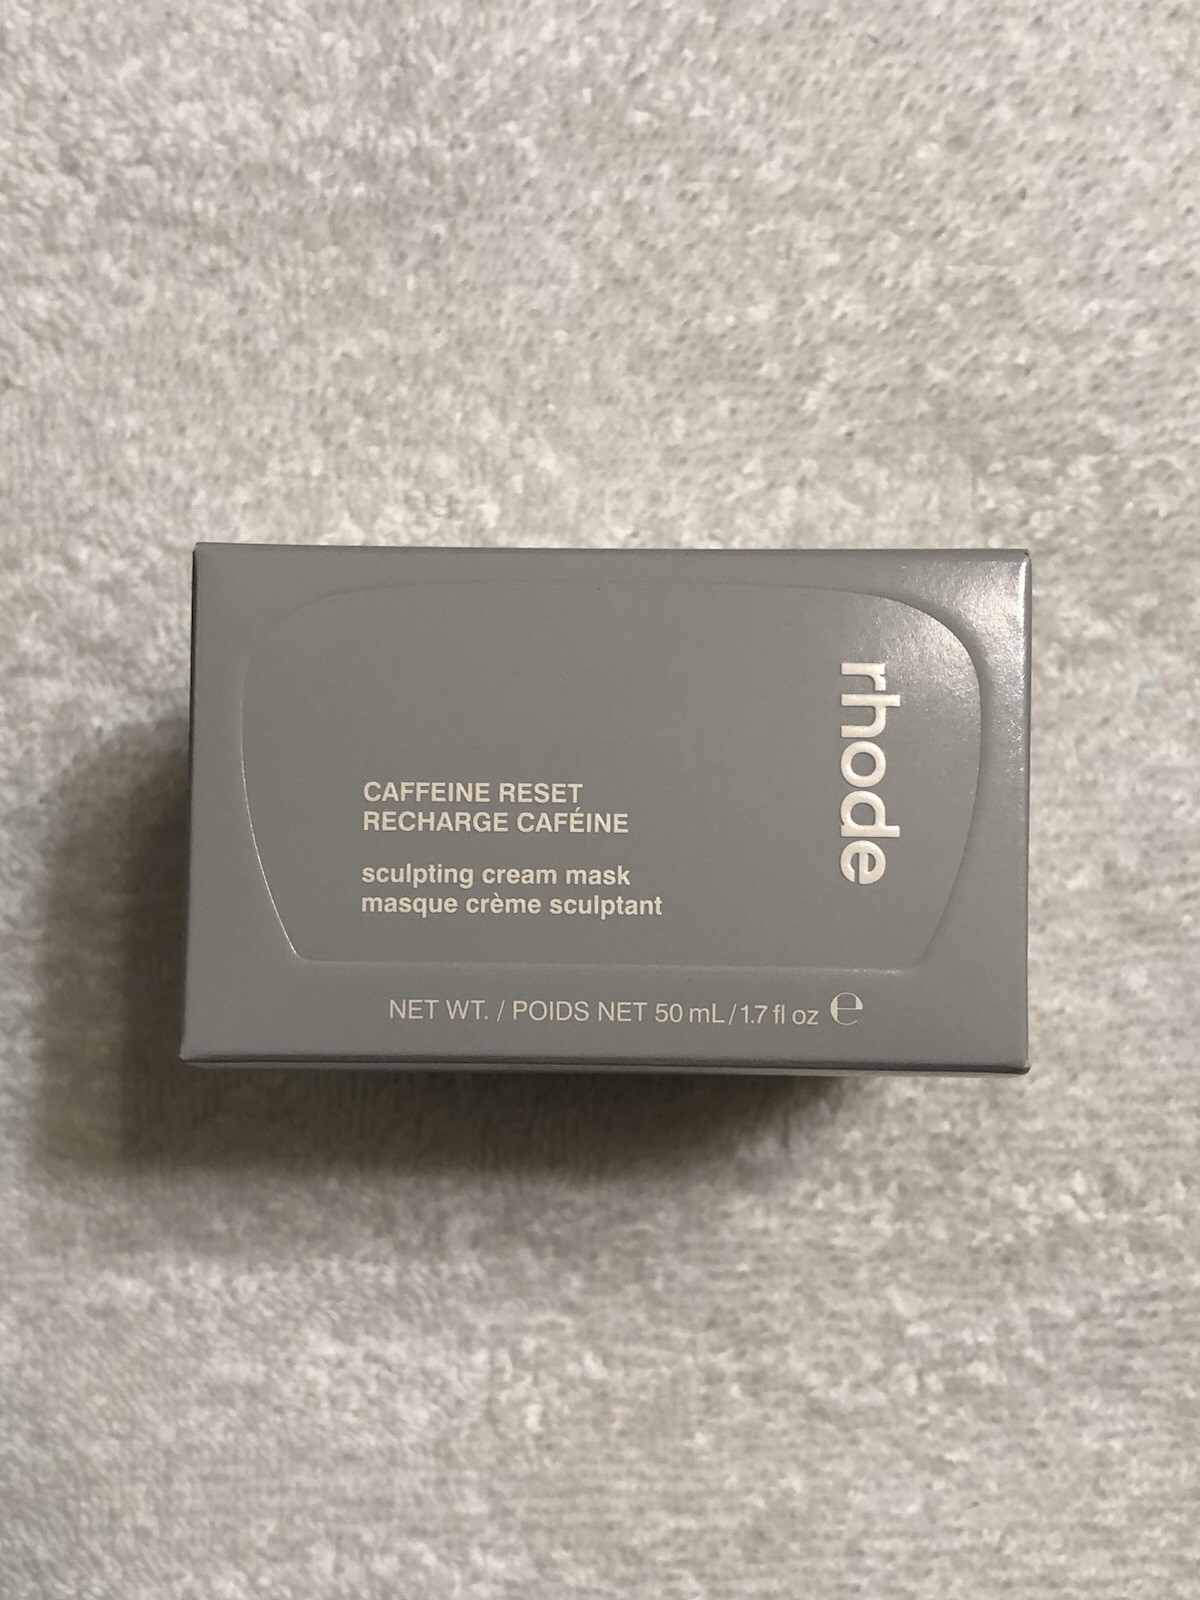 rhode
CAFFEINE RESET
RECHARGE CAFÉINE
sculpting cream mask
masque crème sculptant
NET WT. / POIDS NET 50 mL/1.7 fl oz ℮